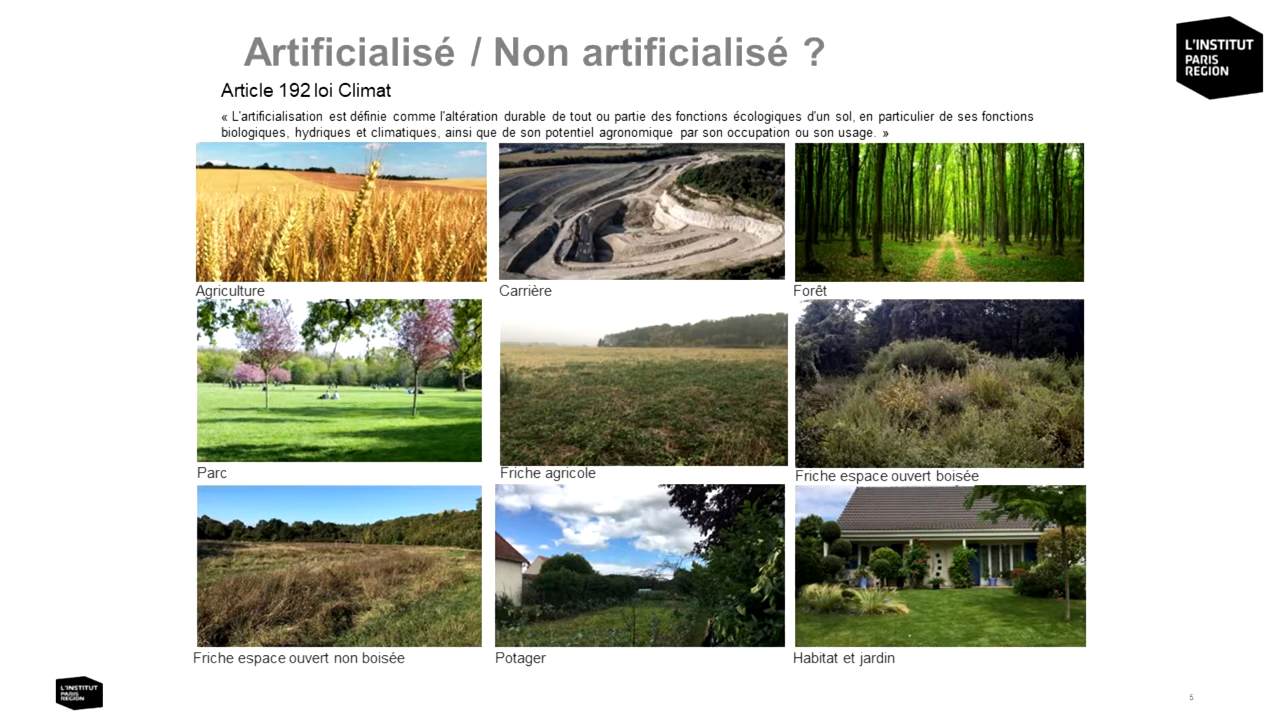 Artificialisé / Non artificialisé ?
L'INSTITUT
PARIS
REGION
Article 192 loi Climat
« L'artificialisation est définie comme l'altération durable de tout ou partie des fonctions écologiques d'un sol, en particulier de ses fonctions
biologiques, hydriques et climatiques, ainsi que de son potentiel agronomique par son occupation ou son usage. »
Agriculture
Carrière
Forêt
Parc
Friche agricole
Friche espace ouvert boisée
Friche espace ouvert non boisée
Potager
Habitat et jardin
L'INSTITUT
PARIS
REGION
5